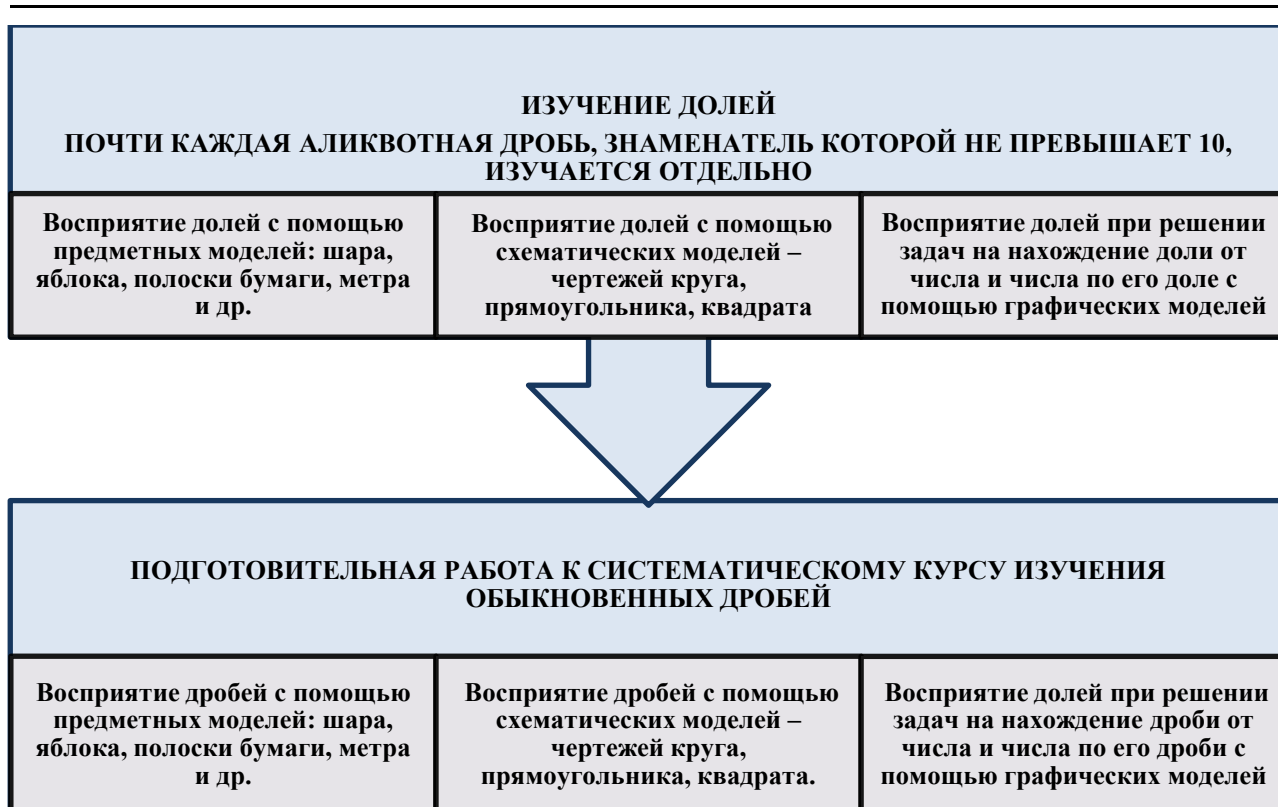 ИЗУЧЕНИЕ ДОЛЕЙ
ПОЧТИ КАЖДАЯ АЛИКВОТНАЯ ДРОБЬ, ЗНАМЕНАТЕЛЬ КОТОРОЙ НЕ ПРЕВЫШАЕТ 10,
ИЗУЧАЕТСЯ ОТДЕЛЬНО
Восприятие долей с помощью
предметных моделей: шара,
яблока, полоски бумаги, метра
и др.
Восприятие долей с помощью
схематических моделей –
чертежей круга,
прямоугольника, квадрата
Восприятие долей при решении
задач на нахождение доли от
числа и числа по его доле с
помощью графических моделей
ПОДГОТОВИТЕЛЬНАЯ РАБОТА К СИСТЕМАТИЧЕСКОМУ КУРСУ ИЗУЧЕНИЯ
ОБЫКНОВЕННЫХ ДРОБЕЙ
Восприятие дробей с помощью
предметных моделей: шара,
яблока, полоски бумаги, метра
и др.
Восприятие дробей с помощью
схематических моделей –
чертежей круга,
прямоугольника, квадрата.
Восприятие долей при решении
задач на нахождение дроби от
числа и числа по его дроби с
помощью графических моделей